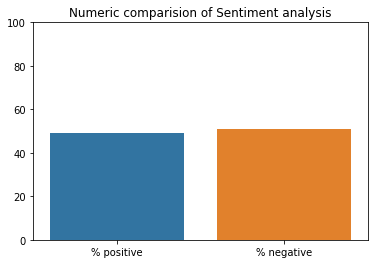 Numeric comparision of Sentiment analysis
100
80
60
40
20
0
% positive
% negative